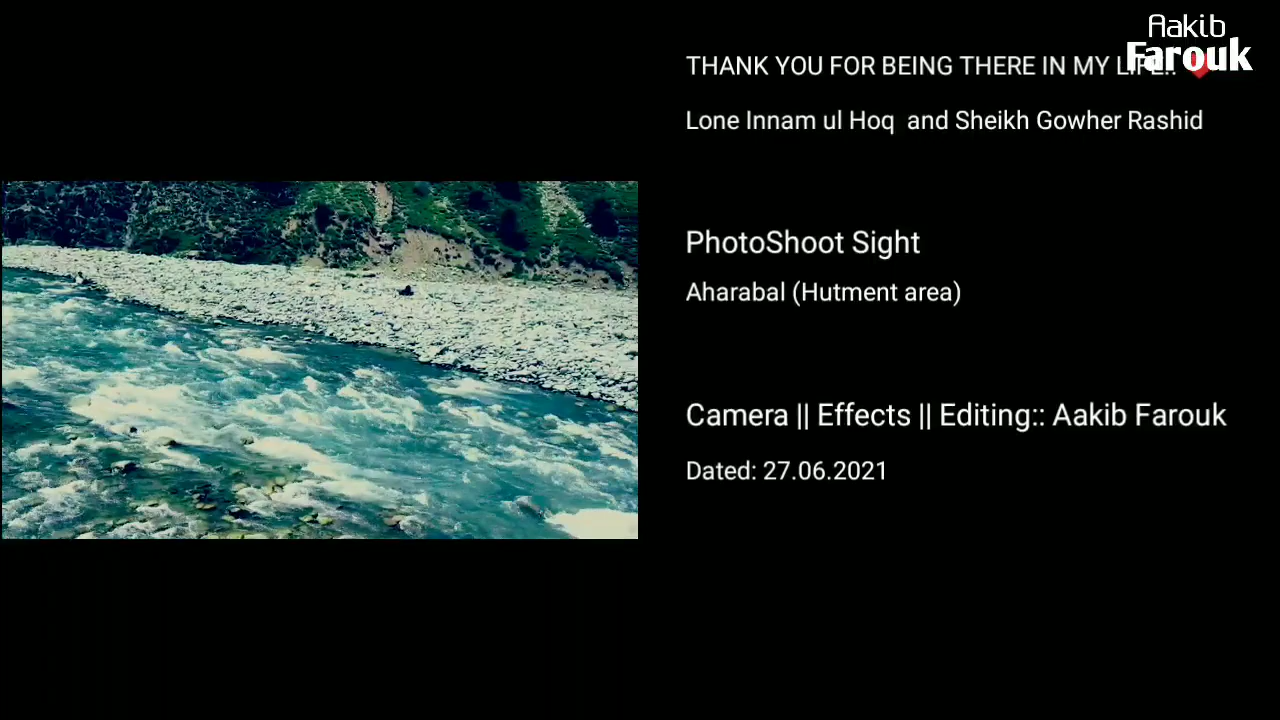 Aakib
Farouk
THANK YOU FOR BEING THERE IN MY LIFE.. ❤
Lone Innam ul Hoq and Sheikh Gowher Rashid
PhotoShoot Sight
Aharabal (Hutment area)
Camera || Effects || Editing:: Aakib Farouk
Dated: 27.06.2021